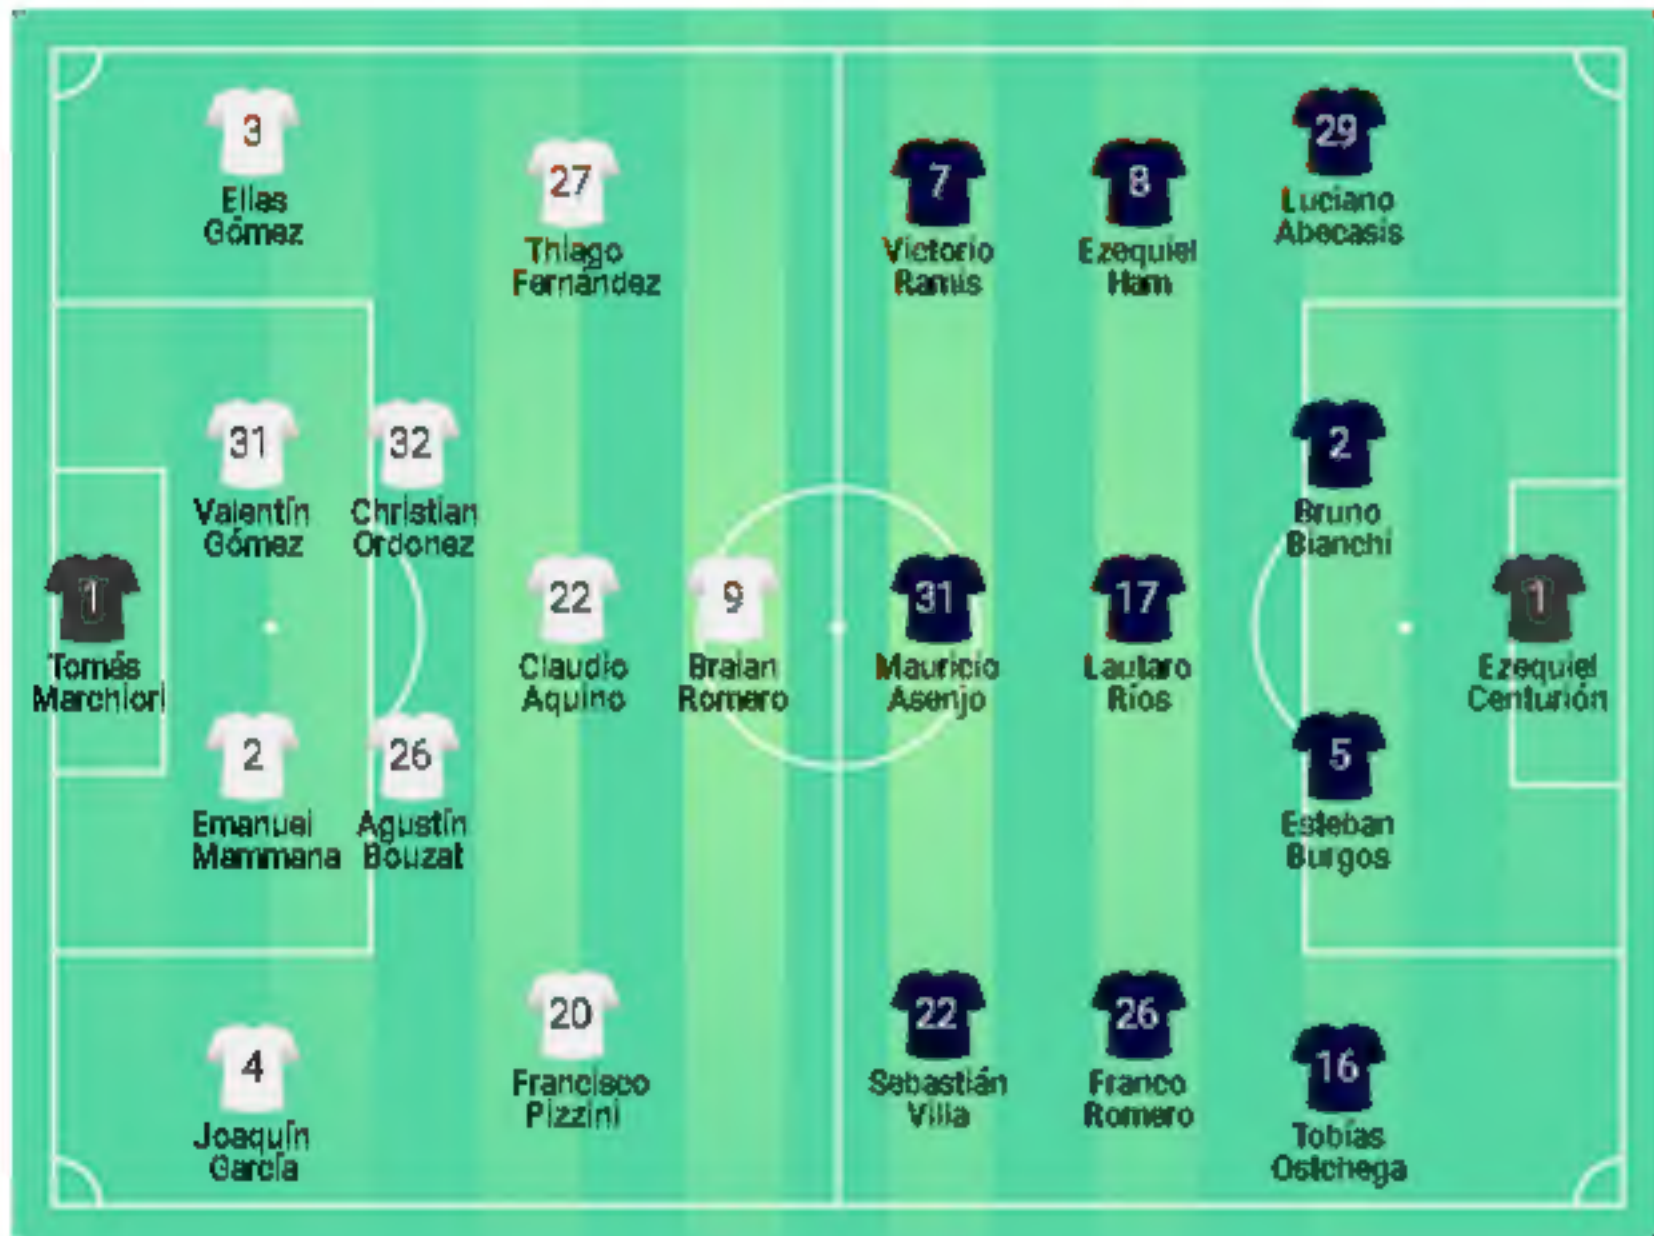 3
Elías
Gómez
27
Thiago
Fernández
7
Victorio
Ramis
8
Ezequiel
Ham
29
Luciano
Abecasis
31
Valentín
Gómez
32
Christian
Ordonez
2
Bruno
Bianchi
1
Tomás
Marchiori
22
Claudio
Aquino
9
Braian
Romero
31
Mauricio
Asenjo
17
Lautaro
Ríos
1
Ezequiel
Centurión
2
Emanuel
Mammana
26
Agustín
Bouzat
5
Esteban
Burgos
20
Francisco
Pizzini
22
Sebastián
Villa
26
Franco
Romero
4
Joaquín
García
16
Tobías
Ostchega